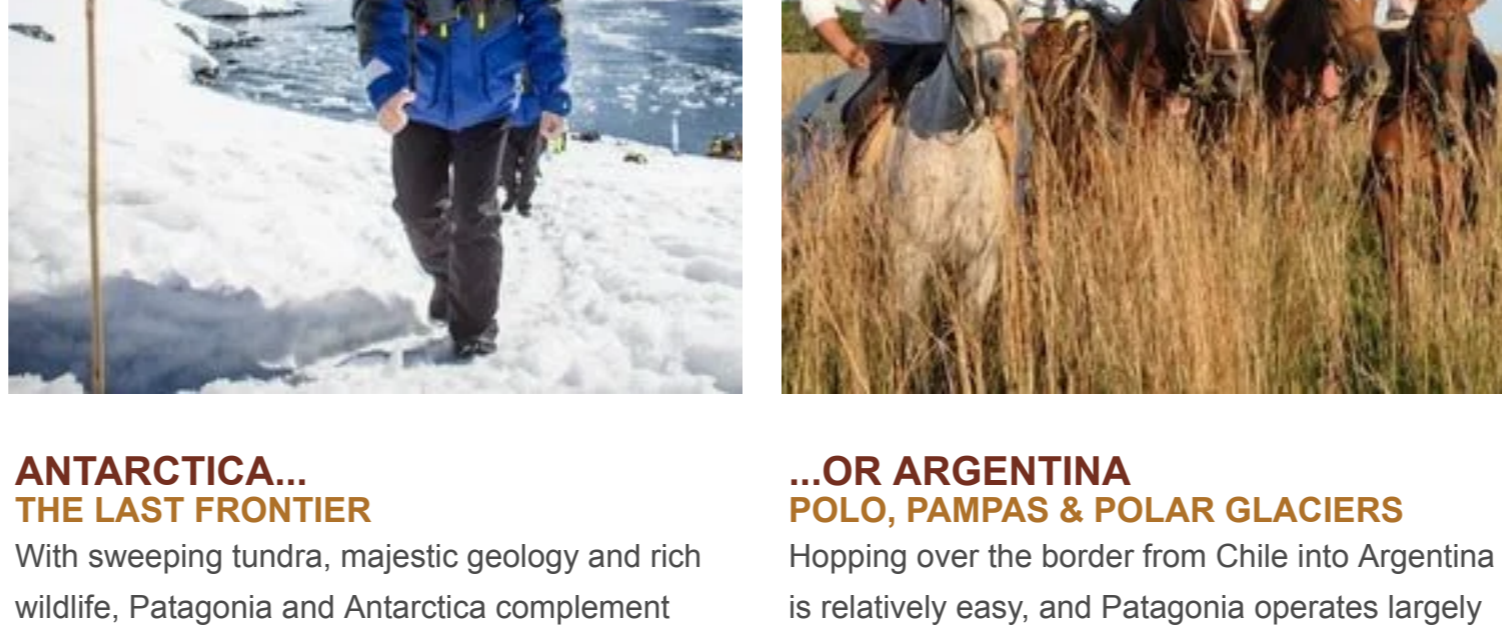 ANTARCTICA...
THE LAST FRONTIER
With sweeping tundra, majestic geology and rich
wildlife, Patagonia and Antarctica complement
...OR ARGENTINA
POLO, PAMPAS & POLAR GLACIERS
Hopping over the border from Chile into Argentina
is relatively easy, and Patagonia operates largely